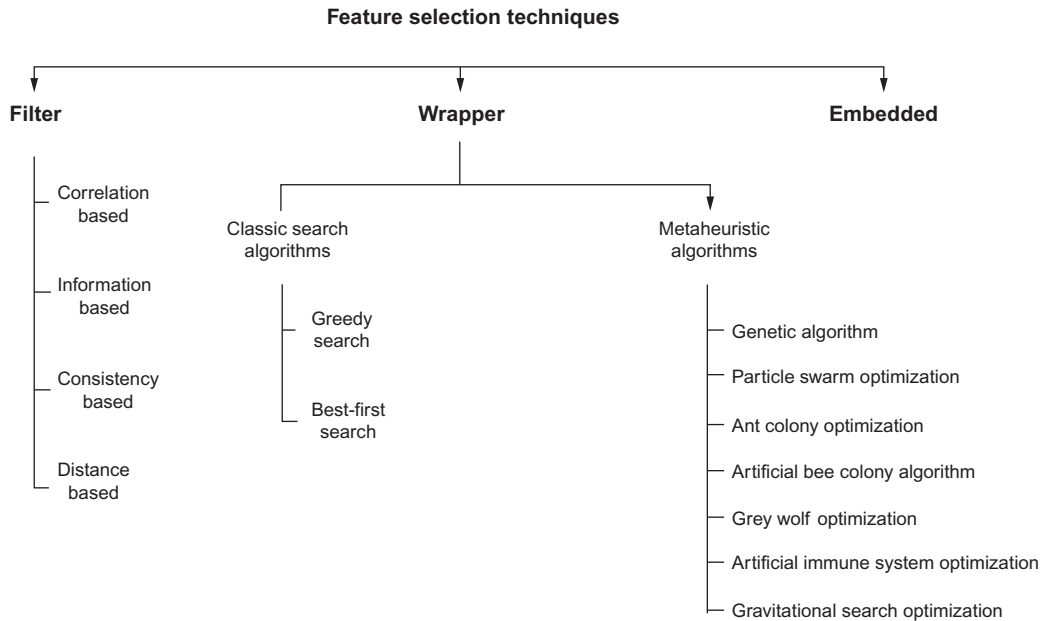 Feature selection techniques
Filter
Wrapper
Embedded
Correlation
based
Information
based
Consistency
based
Distance
based
Classic search
algorithms
Greedy
search
Best-first
search
Metaheuristic
algorithms
Genetic algorithm
Particle swarm optimization
Ant colony optimization
Artificial bee colony algorithm
Grey wolf optimization
Artificial immune system optimization
Gravitational search optimization